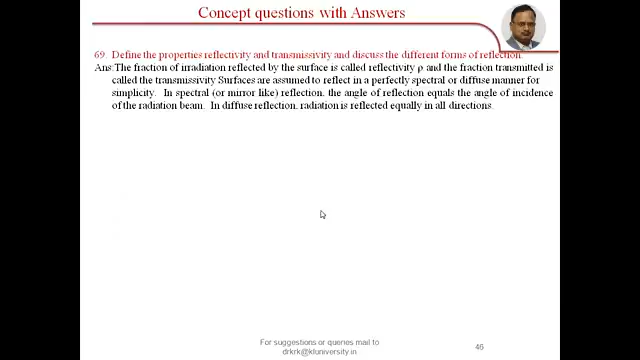 Concept questions with Answers
69. Define the properties reflectivity and transmissivity and discuss the different forms of reflection.
Ans:The fraction of irradiation reflected by the surface is called reflectivity ρ and the fraction transmitted is
called the transmissivity Surfaces are assumed to reflect in a perfectly spectral or diffuse manner for
simplicity. In spectral (or mirror like) reflection, the angle of reflection equals the angle of incidence
of the radiation beam. In diffuse reflection, radiation is reflected equally in all directions.
For suggestions or queries mail to
drkrk@kluniversity.in
46